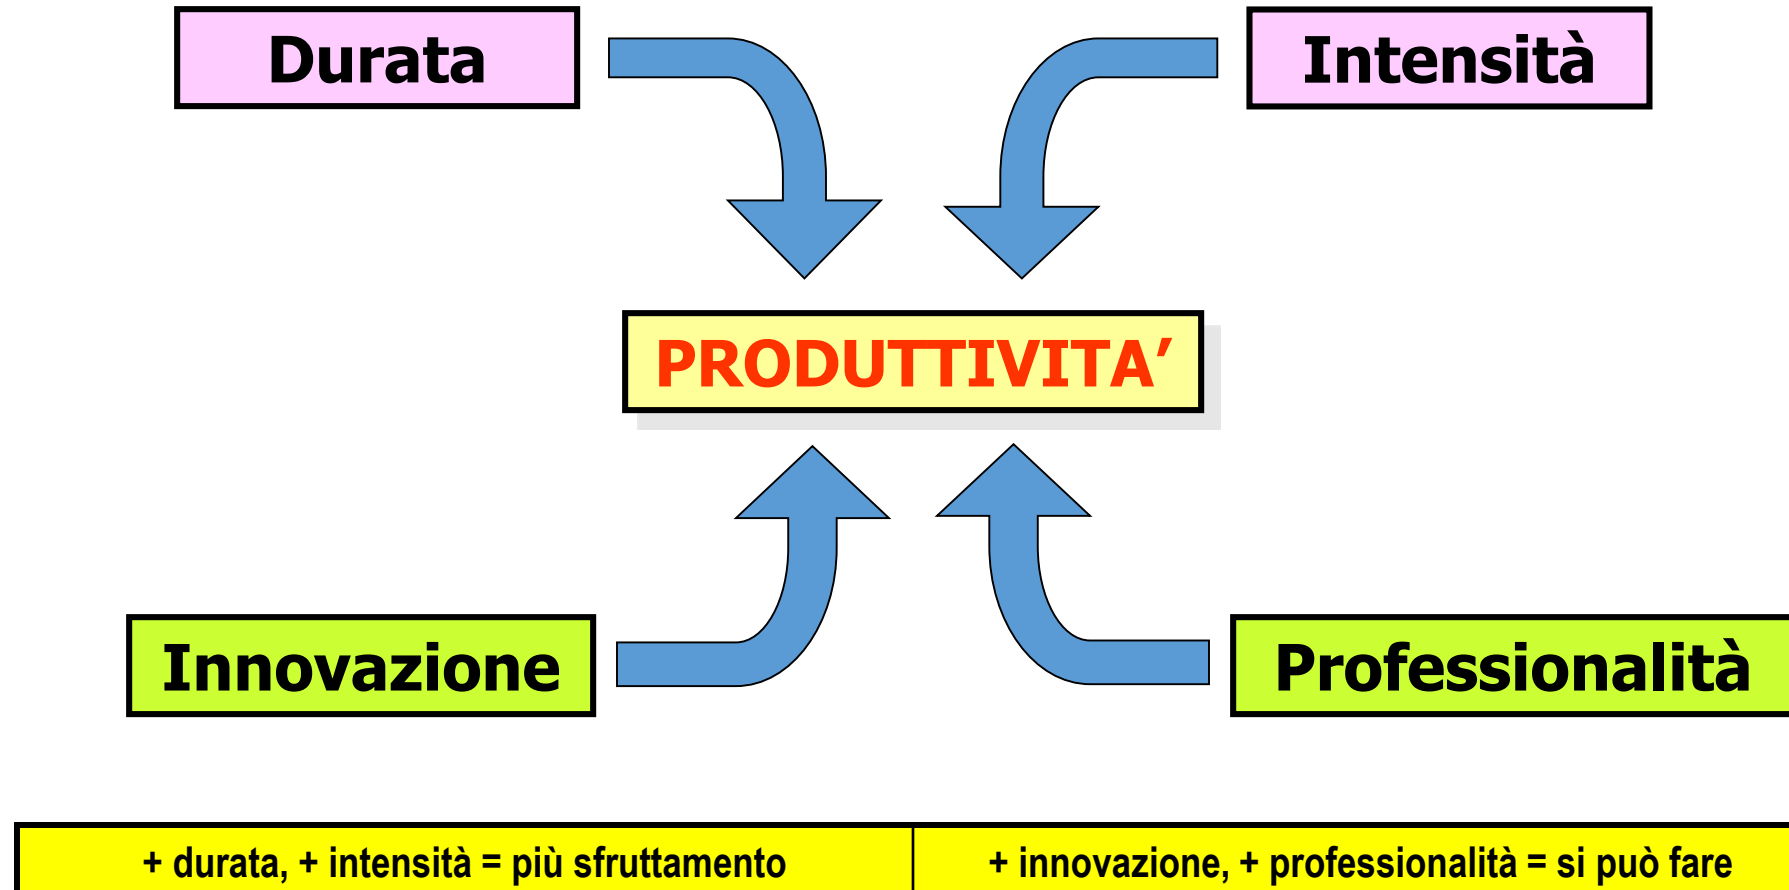 Durata
Intensità
PRODUTTIVITA’
Innovazione
Professionalità
+ durata, + intensità = più sfruttamento
+ innovazione, + professionalità = si può fare